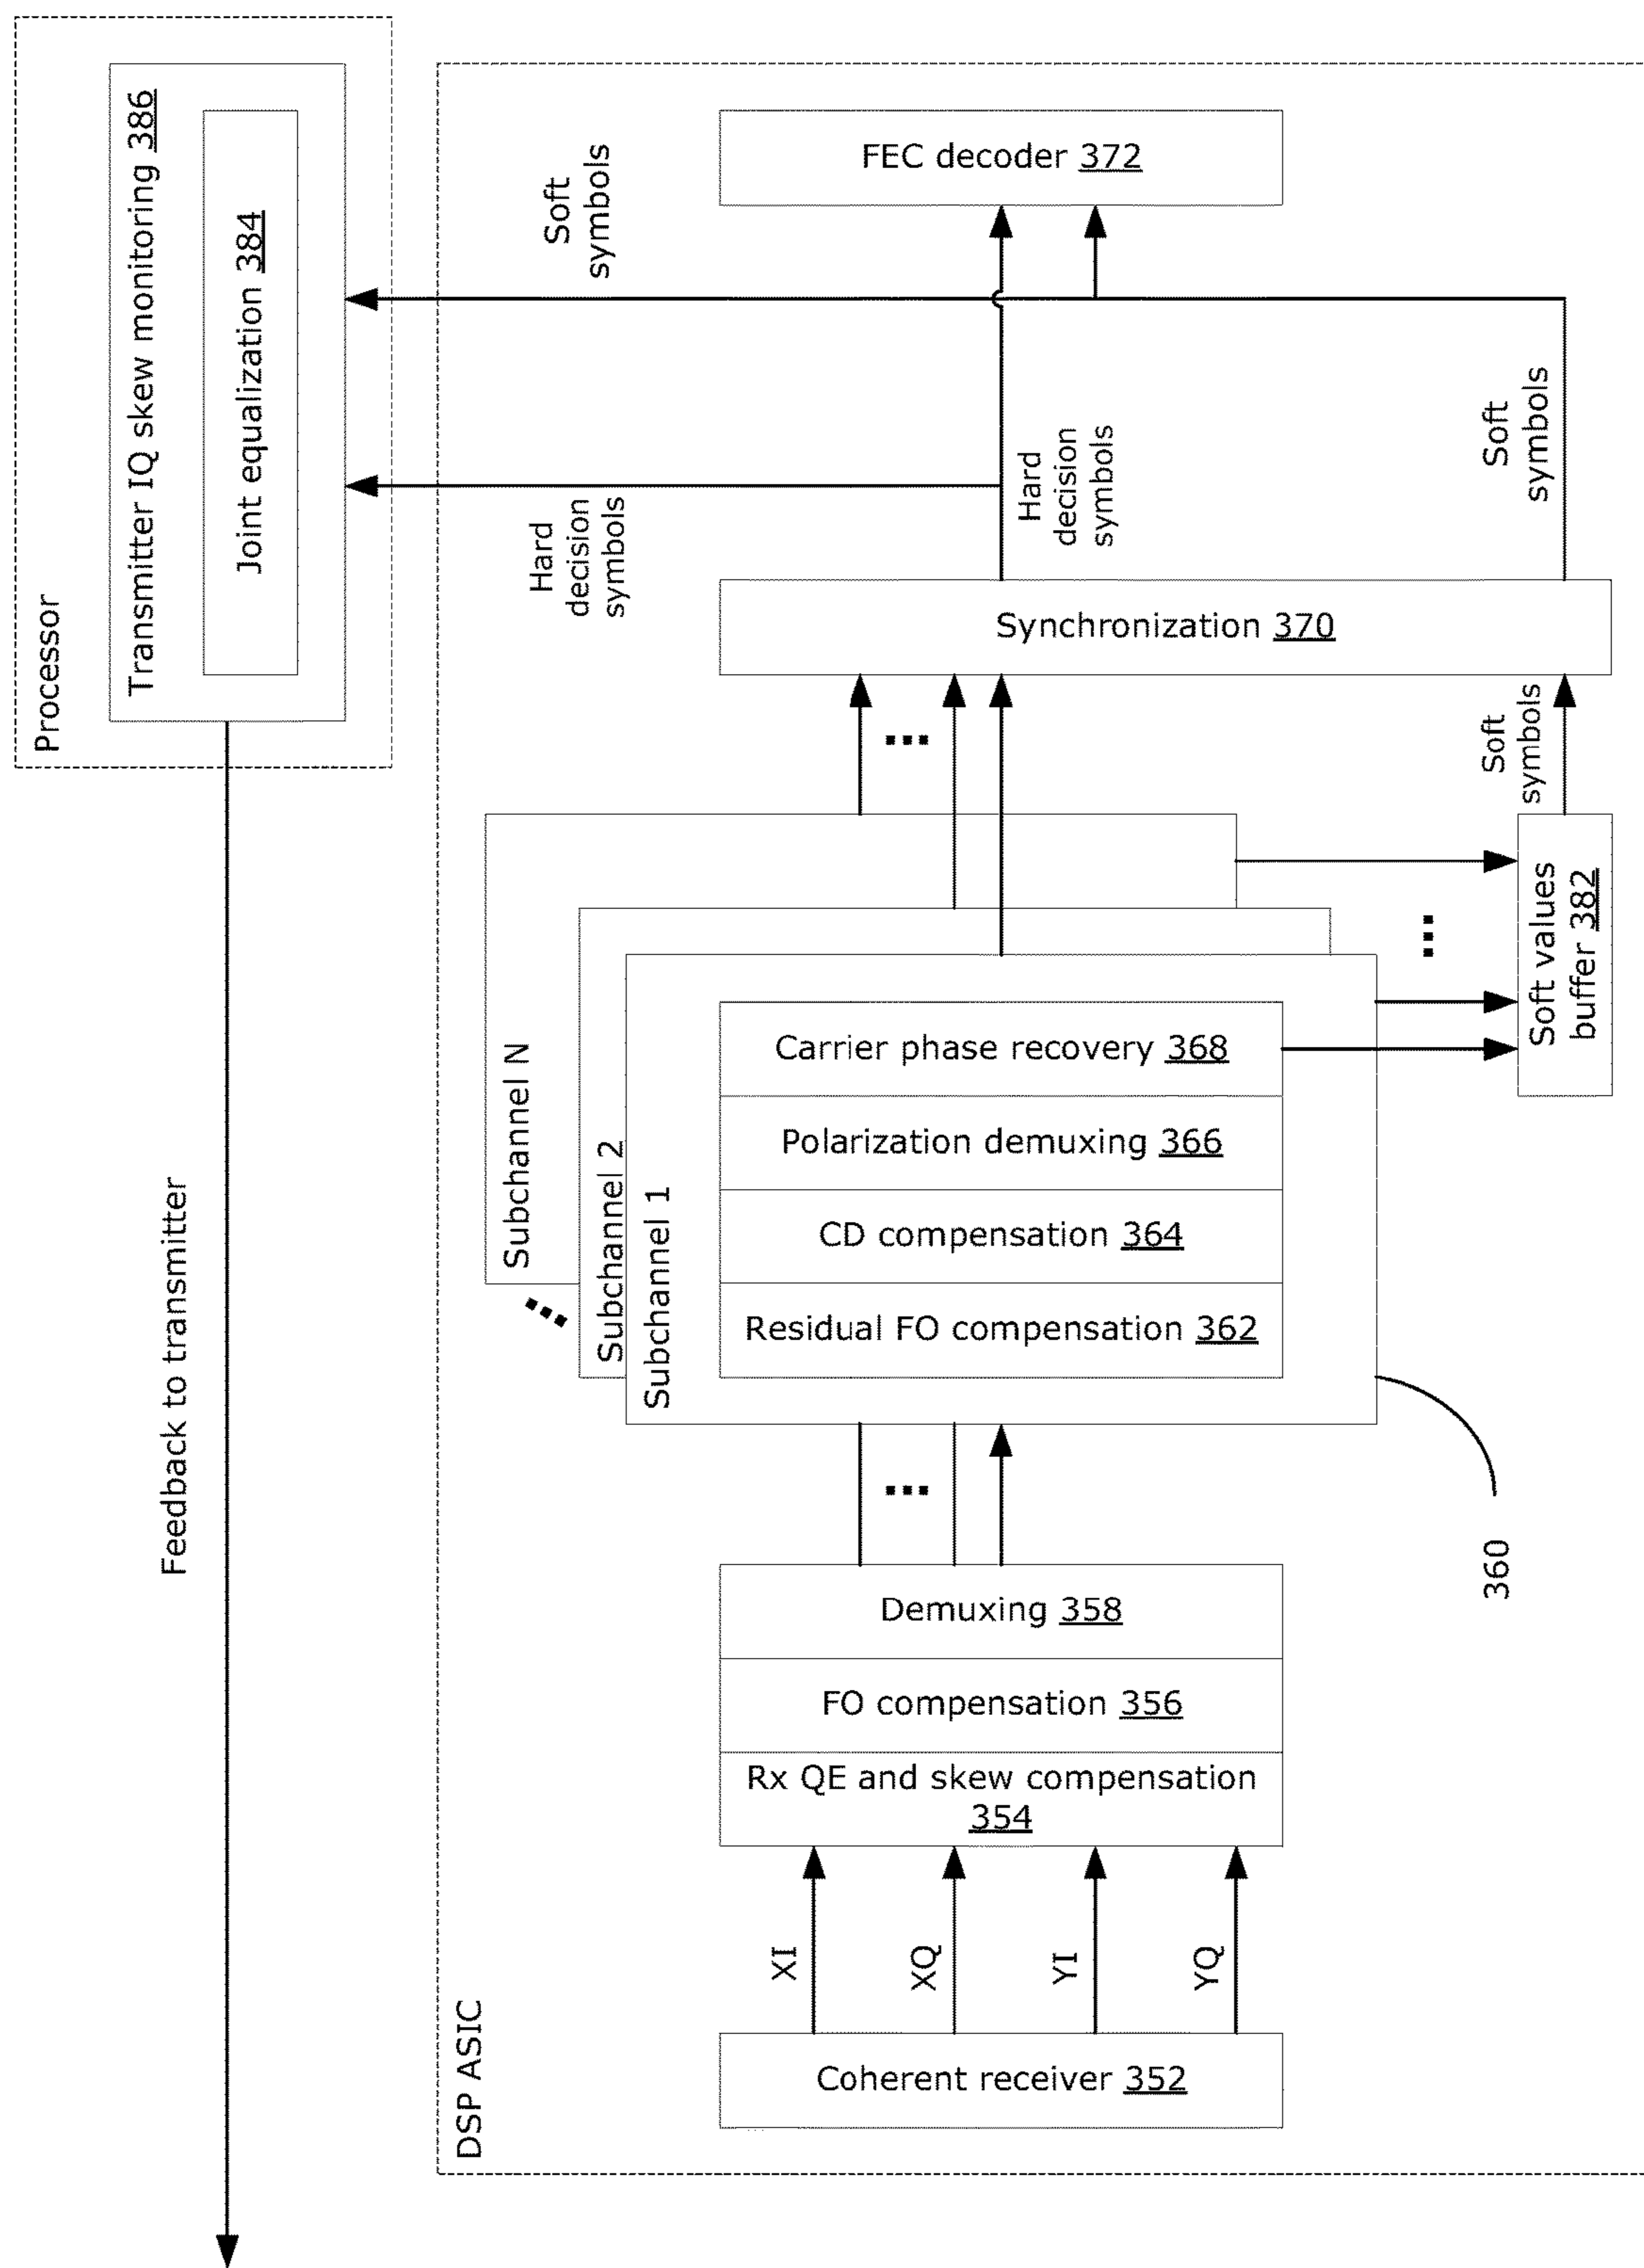 Processor
Transmitter IQ skew monitoring 386
Joint equalization 384
Feedback to transmitter
DSP ASIC
Coherent receiver 352
XI
XQ
YI
YQ
Rx QE and skew compensation
354
FO compensation 356
Demuxing 358
Subchannel N
Subchannel 2
Subchannel 1
Residual FO compensation 362
CD compensation 364
Polarization demuxing 366
Carrier phase recovery 368
360
Soft values
buffer 382
Soft
symbols
Synchronization 370
Hard
decision
symbols
Hard
decision
symbols
Soft
symbols
Soft
symbols
FEC decoder 372